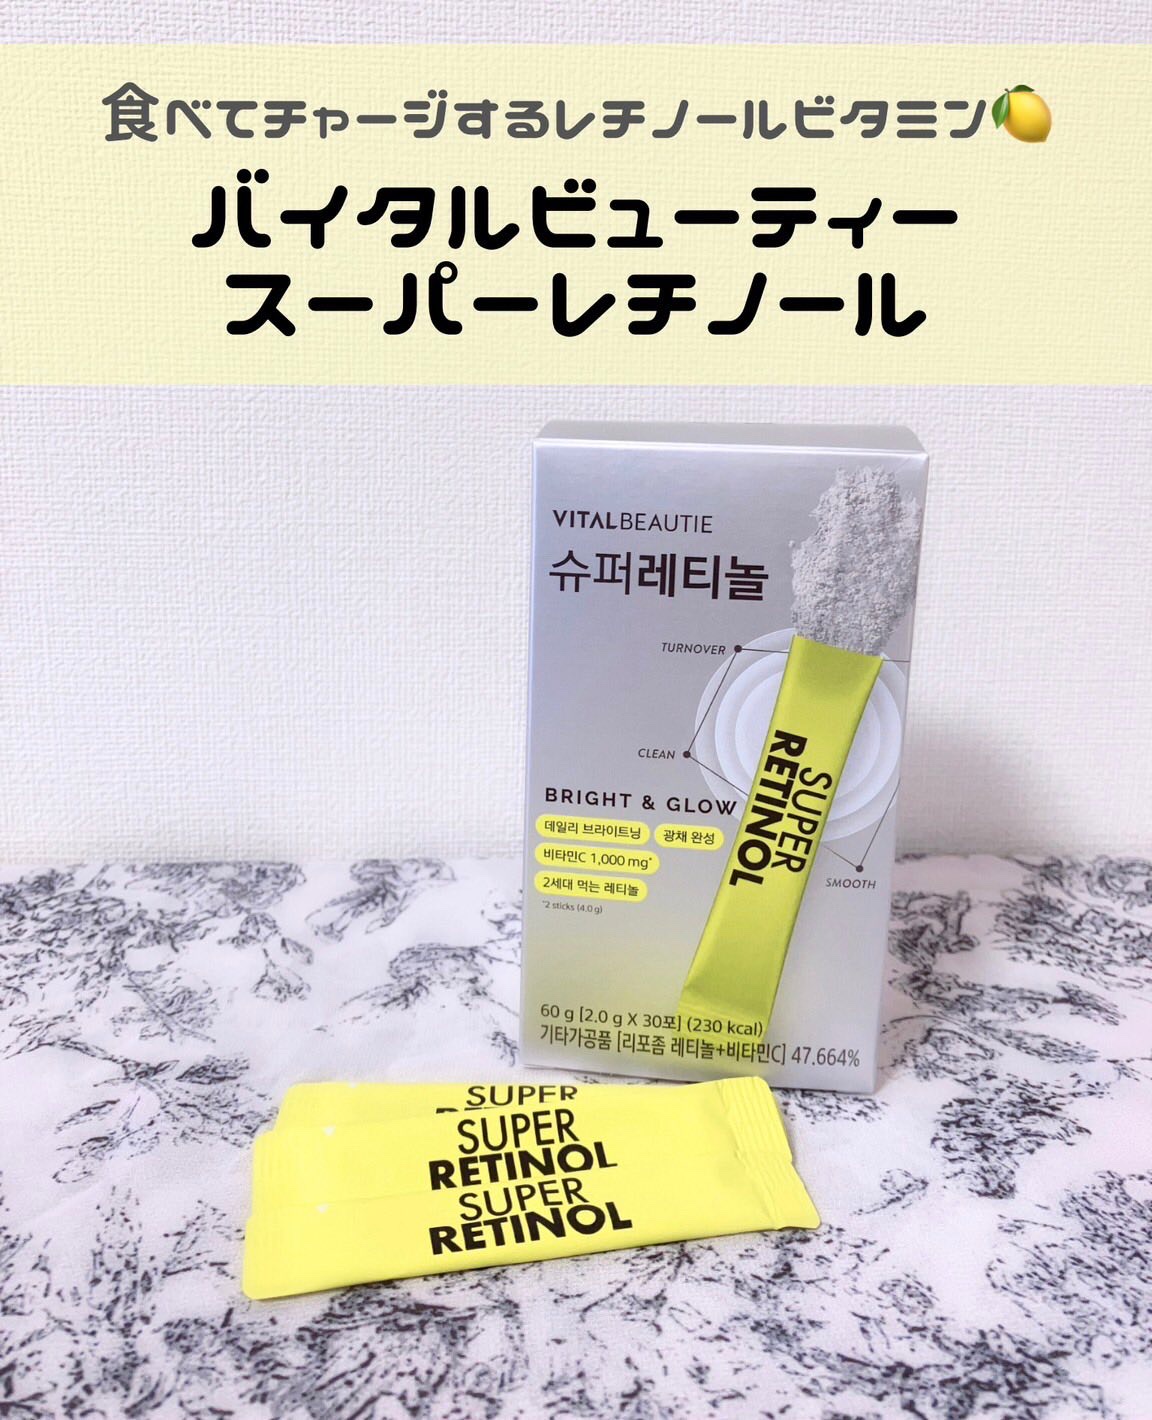 食べてチャージするレチノールビタミン🍋
バイタルビューティー
スーパーレチノール
VITALBEAUTIE
슈퍼레티놀
TURNOVER
CLEAN
BRIGHT & GLOW
데일리 브라이트닝 광채 완성
비타민C 1,000 mg*
2세대 먹는 레티놀
*2 sticks (4.0 g)
SUPER
RETINOL
SMOOTH
60 g [2.0 g X 30포] (230 kcal)
기타가공품 [리포좀 레티놀+비타민C] 47.664%
SUPER
RETINOL
SUPER
RETINOL
SUPER
RETINOL